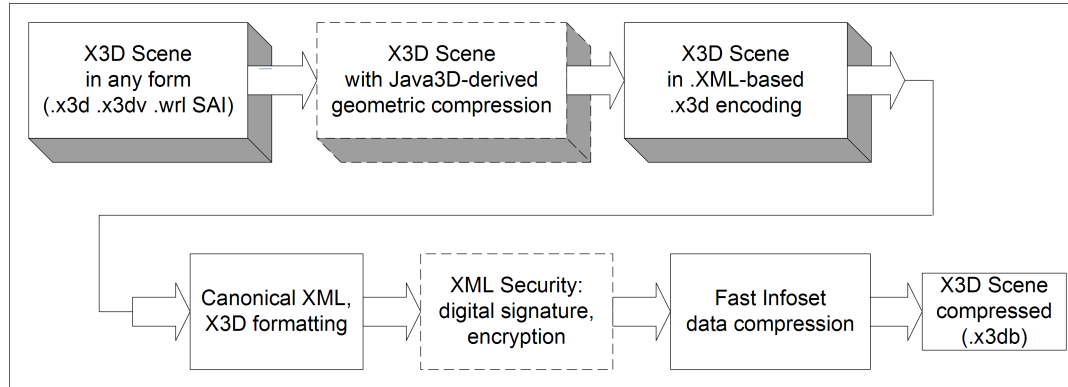 X3D Scene
in any form
(.x3d .x3dv .wrl SAI)
X3D Scene
with Java3D-derived
geometric compression
X3D Scene
in .XML-based
.x3d encoding
Canonical XML,
X3D formatting
XML Security:
digital signature,
encryption
Fast Infoset
data compression
X3D Scene
compressed
(.x3db)